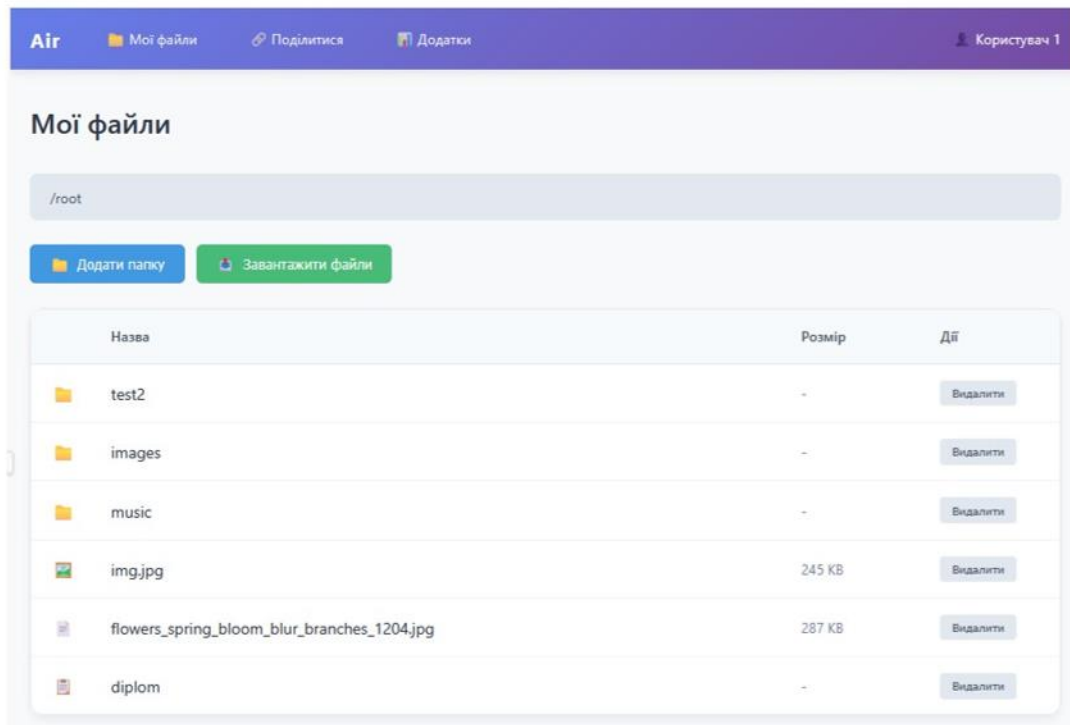 Air Мої файли Поділитися Додатки Користувач 1
Мої файли
/root
Додати папку Завантажити файли
Назва Розмір Дії
test2 - Видалити
images - Видалити
music - Видалити
img.jpg 245 KB Видалити
flowers_spring_bloom_blur_branches_1204.jpg 287 KB Видалити
diplom - Видалити